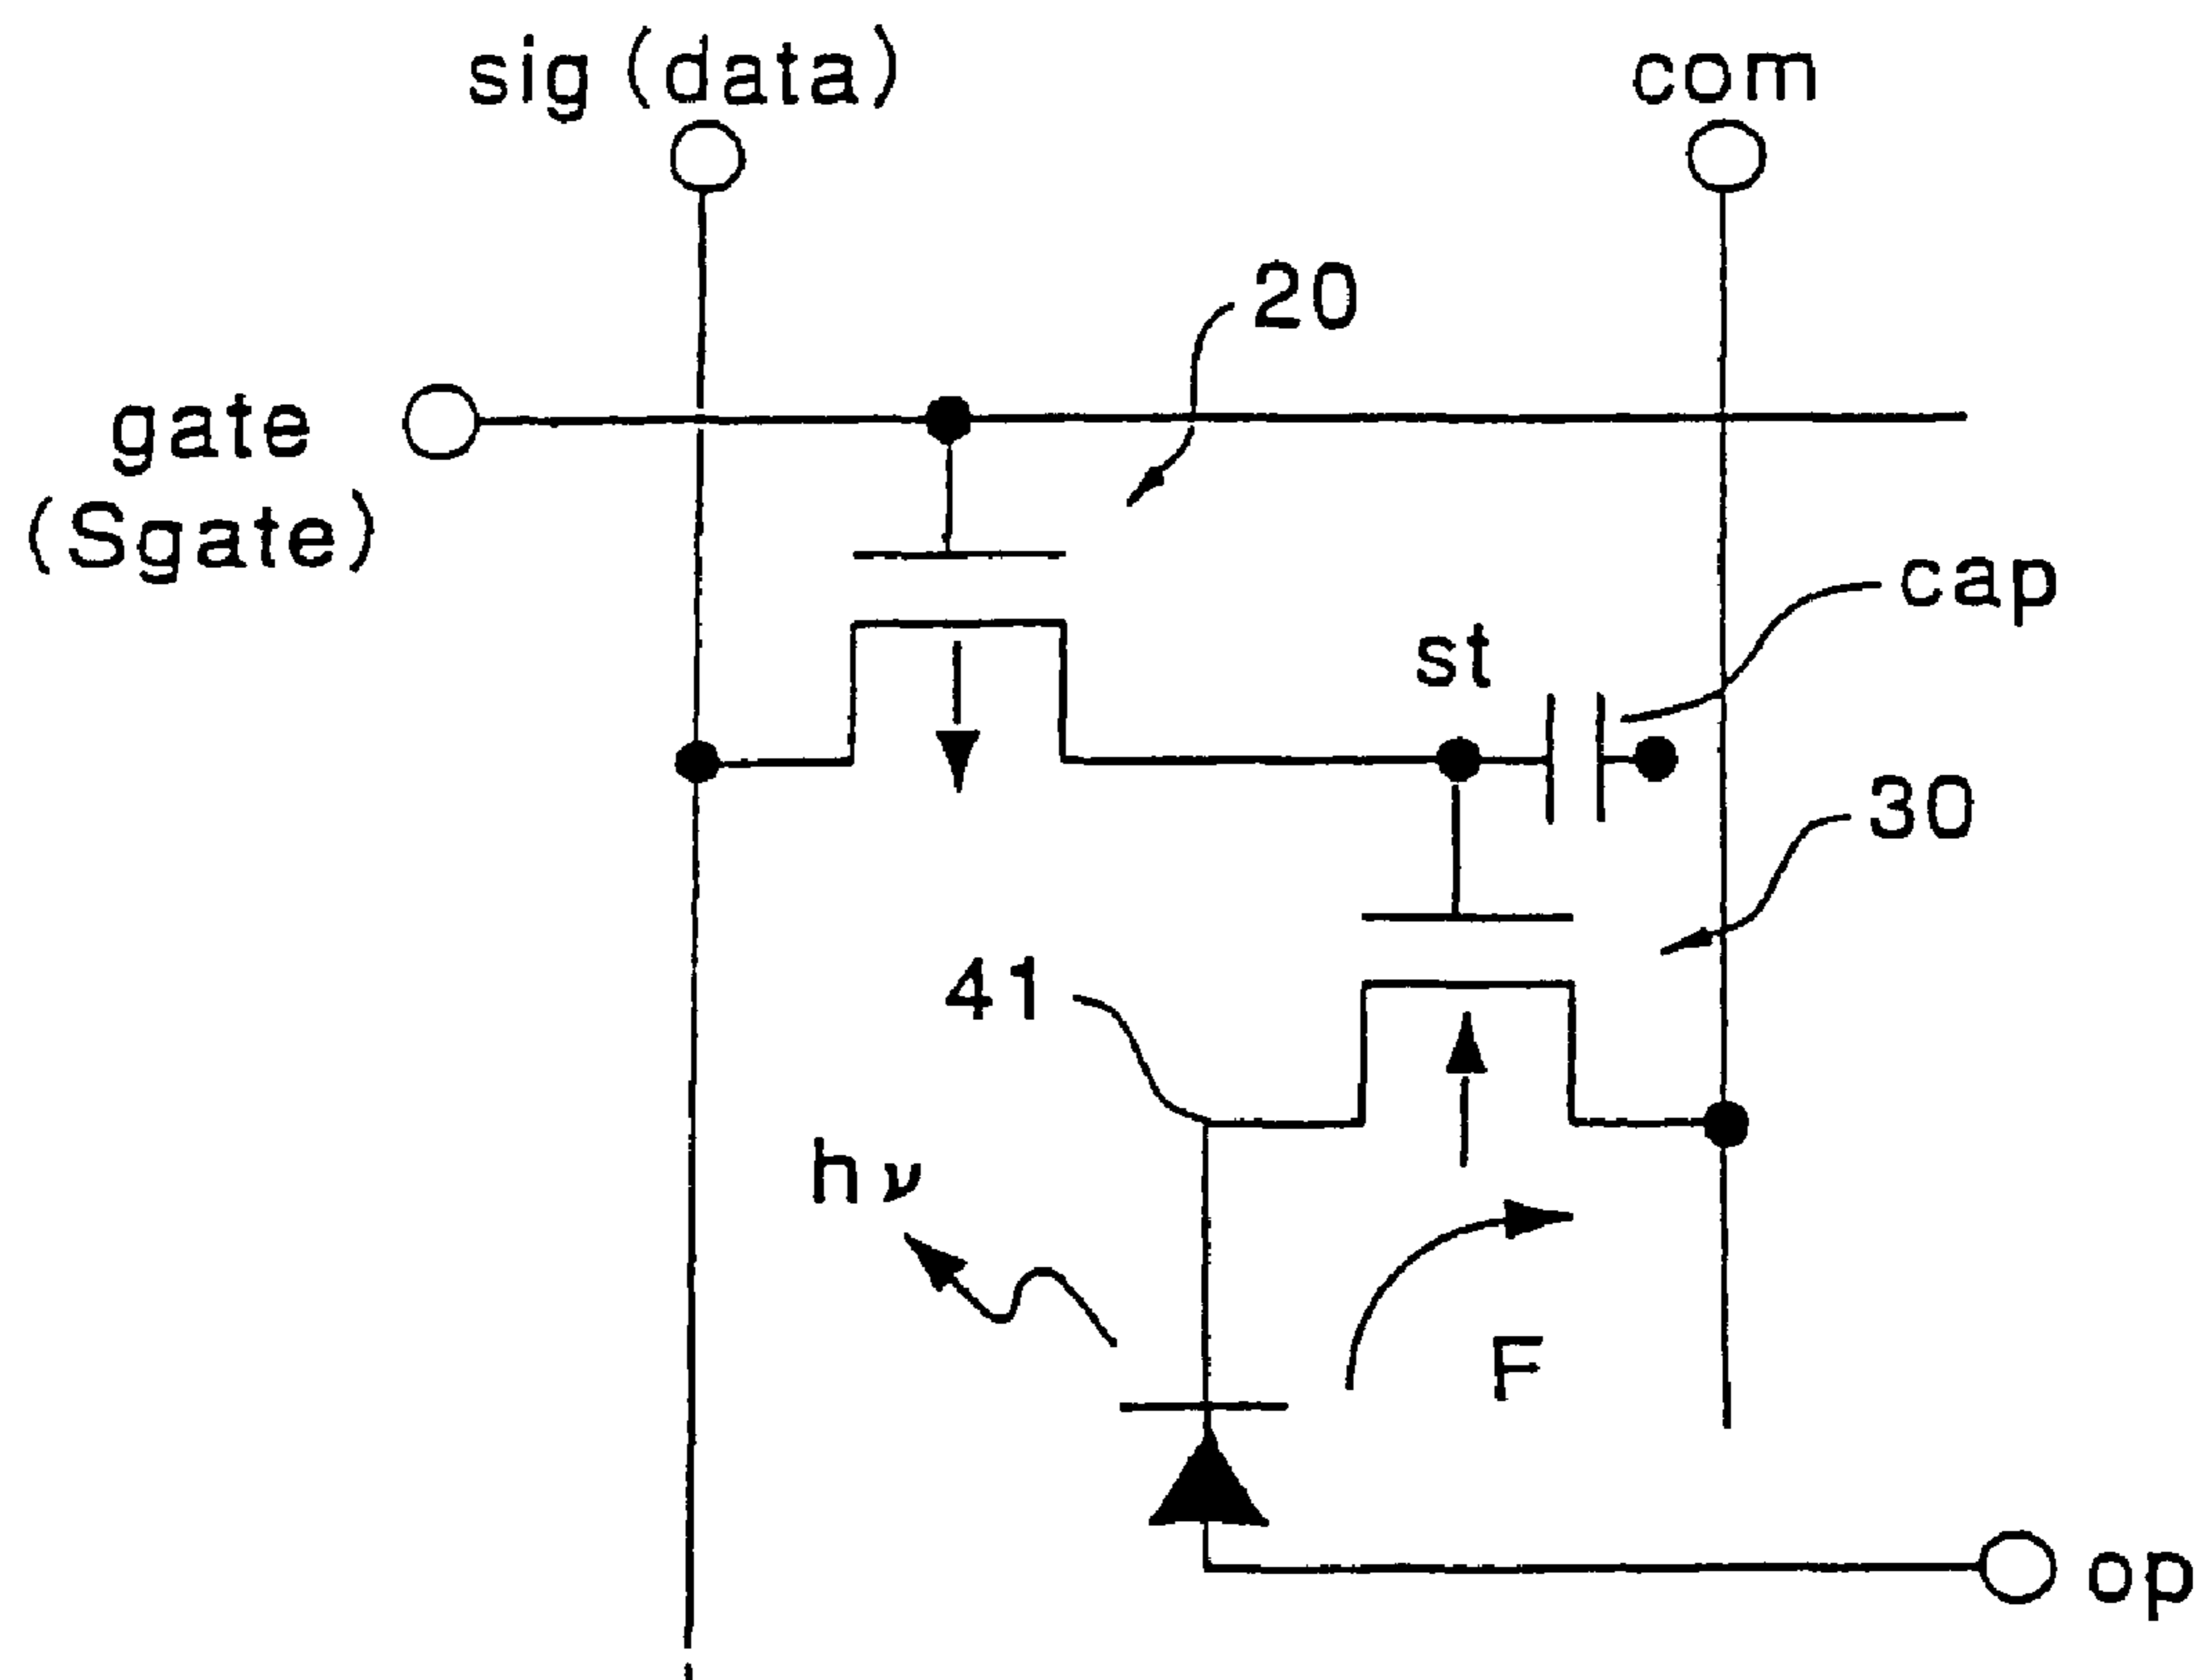 sig(data)
com
20
gate
(Sgate)
cap
st
30
41
hν
F
op